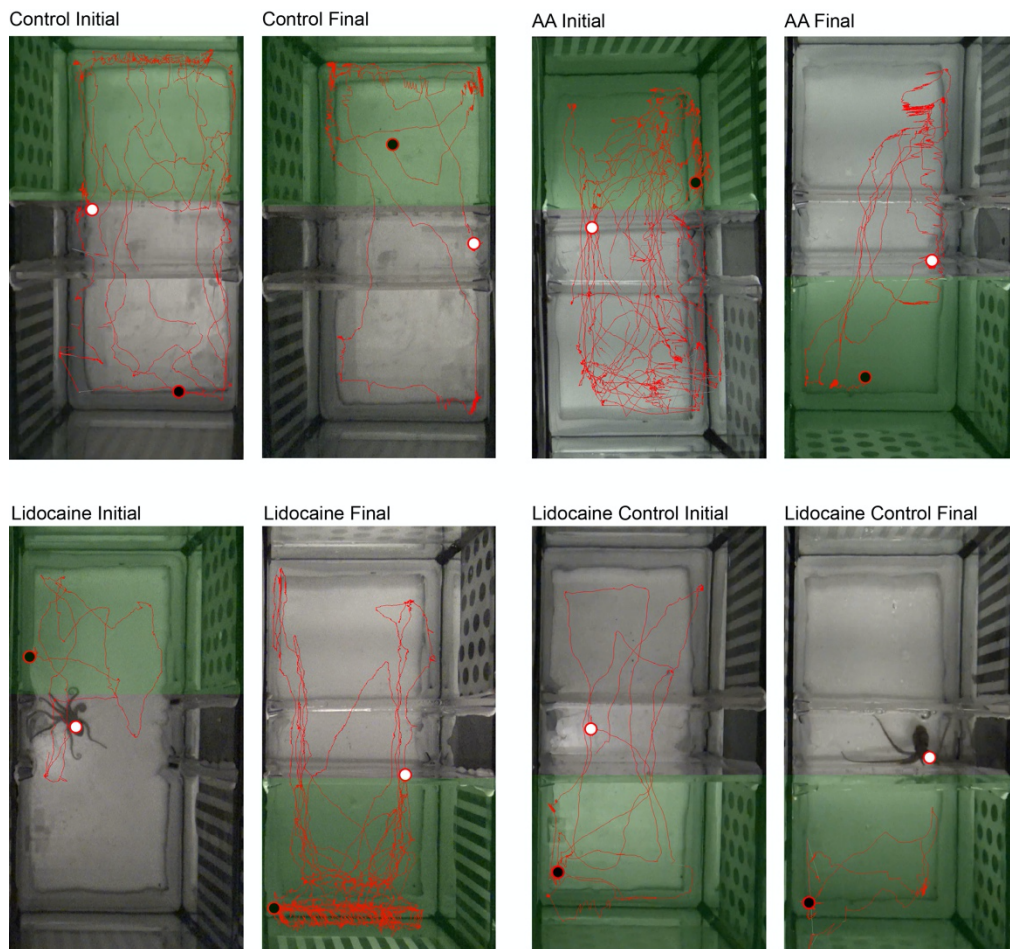 Control Initial
Control Final
AA Initial
AA Final
Lidocaine Initial
Lidocaine Final
Lidocaine Control Initial
Lidocaine Control Final